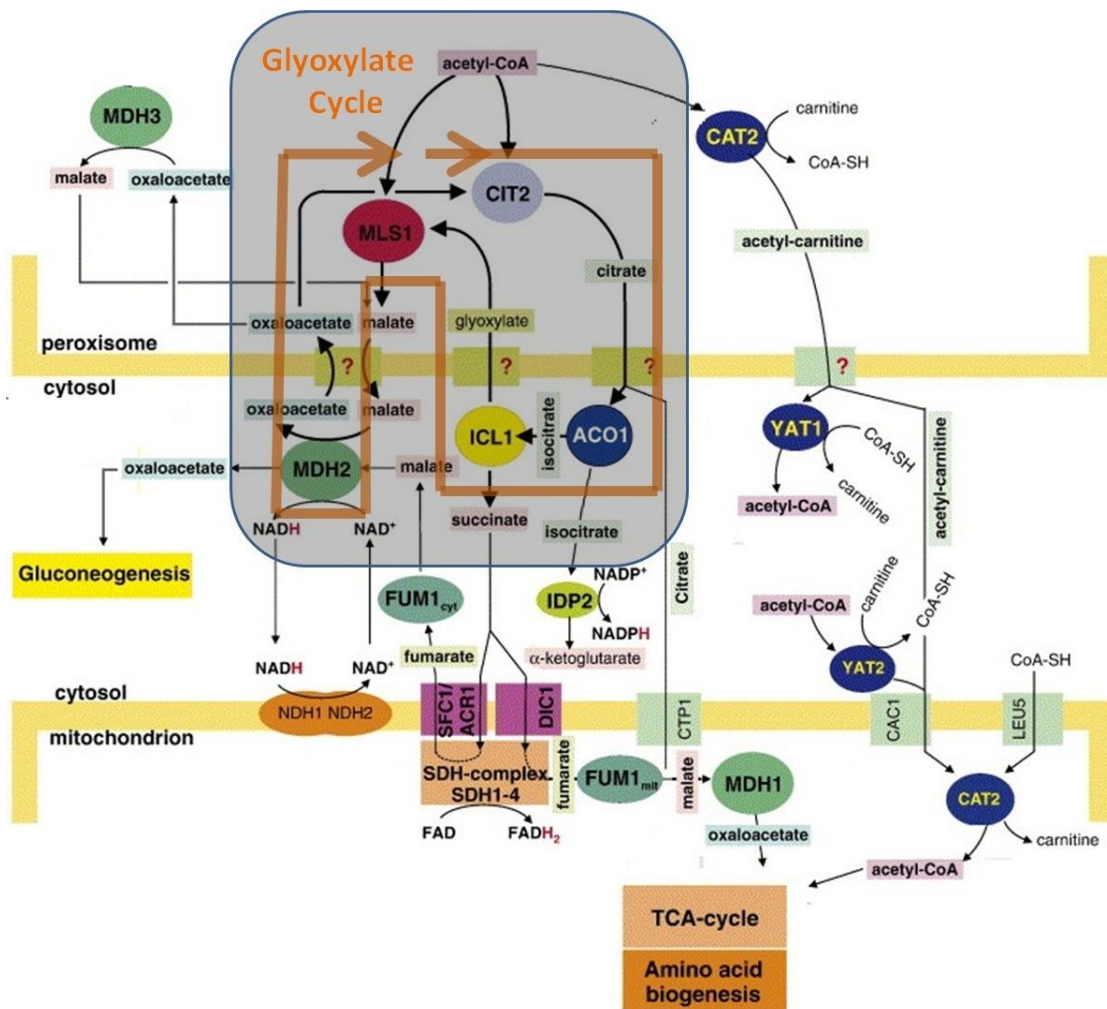 Glyoxylate
Cycle
acetyl-CoA
MDH3
malate
oxaloacetate
CAT2
carnitine
CoA-SH
CIT2
MLS1
acetyl-carnitine
citrate
oxaloacetate
malate
glyoxylate
peroxisome
?
?
?
?
cytosol
oxaloacetate
malate
ICL1
isocitrate
ACO1
YAT1
CoA-SH
carnitine
acetyl-CoA
acetyl-carnitine
oxaloacetate
MDH2
malate
NADH
NAD+
succinate
isocitrate
Gluconeogenesis
FUM1cyt
IDP2
NADP+
NADPH
Citrate
acetyl-CoA
carnitine
CoA-SH
YAT2
fumarate
α-ketoglutarate
CoA-SH
NADH
NAD+
cytosol
NDH1 NDH2
SFC1/
ACR1
DIC1
CTP1
CAC1
LEU5
mitochondrion
SDH-complex
SDH1-4
fumarate
FUM1mit
malate
MDH1
CAT2
FAD
FADH2
oxaloacetate
carnitine
acetyl-CoA
TCA-cycle
Amino acid
biogenesis